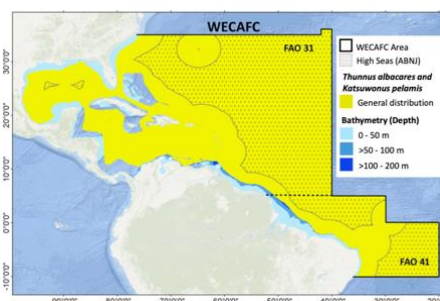 WECAFC
FAO 31
WECAFC Area
High Seas (ABNJ)
Thunnus albacares and
Katsuwonus pelamis
General distribution
Bathymetry (Depth)
0 - 50 m
>50 - 100 m
>100 - 200 m
FAO 41
30°0'0"
20°0'0"
10°0'0"
0°0'0"
-10°0'0"